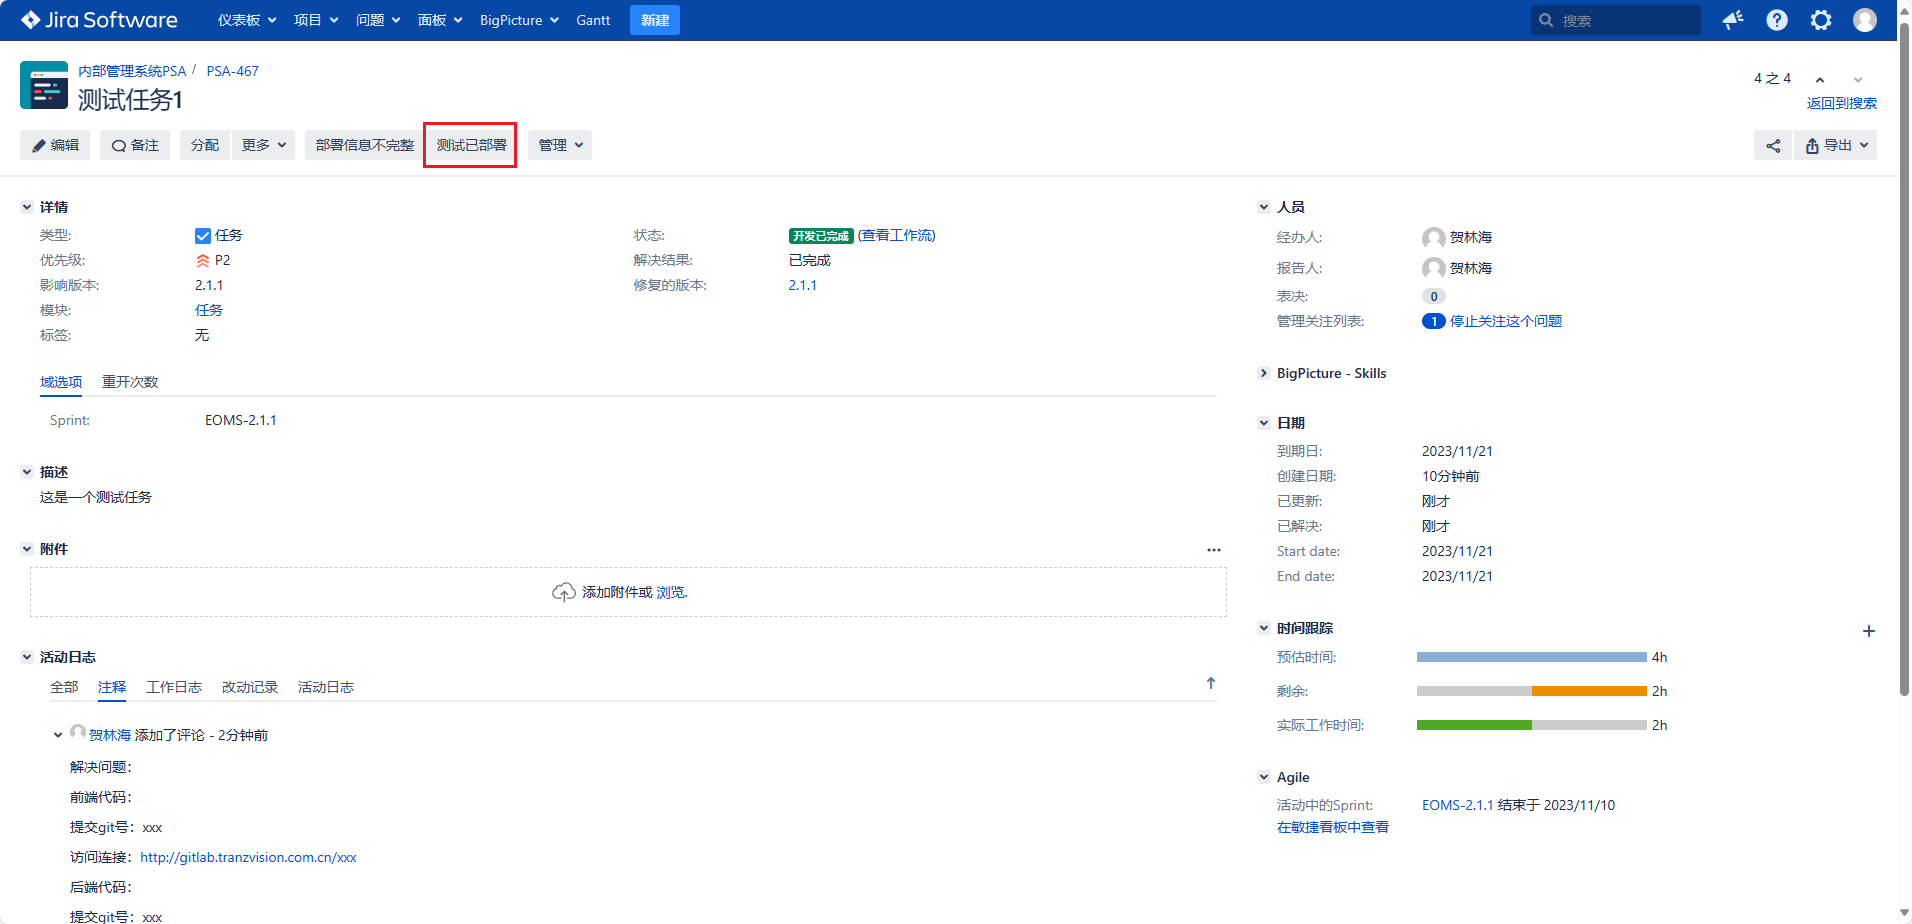 Jira Software 仪表板 项目 问题 面板 BigPicture Gantt 新建 搜索
内部管理系统PSA / PSA-467
测试任务1
4 之 4
返回到搜索
编辑 备注 分配 更多 部署信息不完整 测试已部署 管理 导出
详情
类型: 任务
优先级: P2
影响版本: 2.1.1
模块: 任务
标签: 无
状态: 开发已完成 (查看工作流)
解决结果: 已完成
修复的版本: 2.1.1
域选项 重开次数
Sprint: EOMS-2.1.1
描述
这是一个测试任务
附件
添加附件或 浏览.
活动日志
全部 注释 工作日志 改动记录 活动日志
贺林海 添加了评论 - 2分钟前
解决问题：
前端代码：
提交git号：xxx
访问连接：http://gitlab.tranzvision.com.cn/xxx
后端代码：
提交git号：xxx
人员
经办人: 贺林海
报告人: 贺林海
表决: 0
管理关注列表: 1 停止关注这个问题
BigPicture - Skills
日期
到期日: 2023/11/21
创建日期: 10分钟前
已更新: 刚才
已解决: 刚才
Start date: 2023/11/21
End date: 2023/11/21
时间跟踪
预估时间: 4h
剩余: 2h
实际工作时间: 2h
Agile
活动中的Sprint: EOMS-2.1.1 结束于 2023/11/10
在敏捷看板中查看